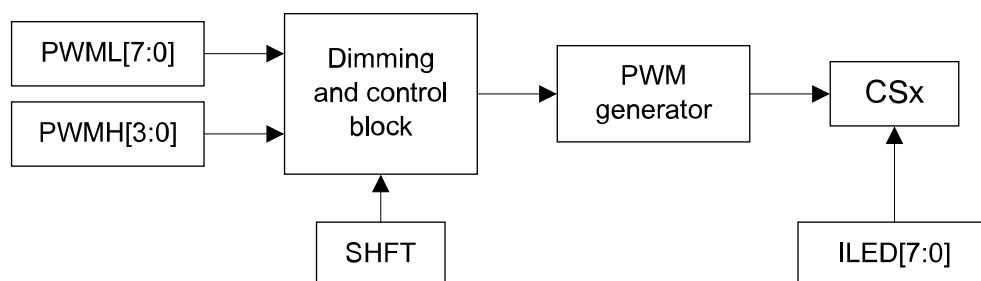 PWML[7:0]
PWMH[3:0]
Dimming
and control
block
SHFT
PWM
generator
CSx
ILED[7:0]